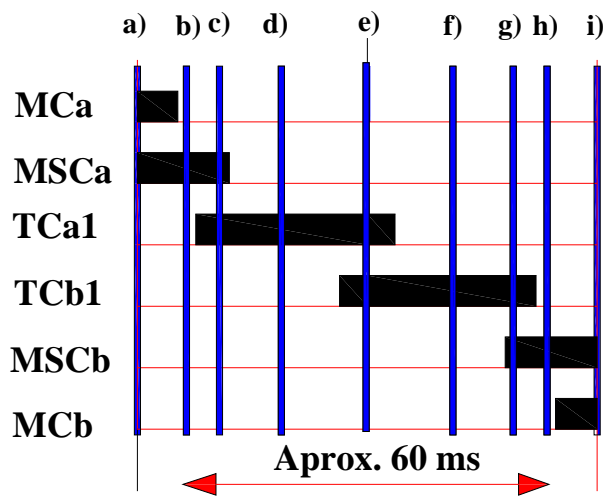 a) b) c) d) e) f) g) h) i)
MCa
MSCa
TCa1
TCb1
MSCb
MCb
Aprox. 60 ms